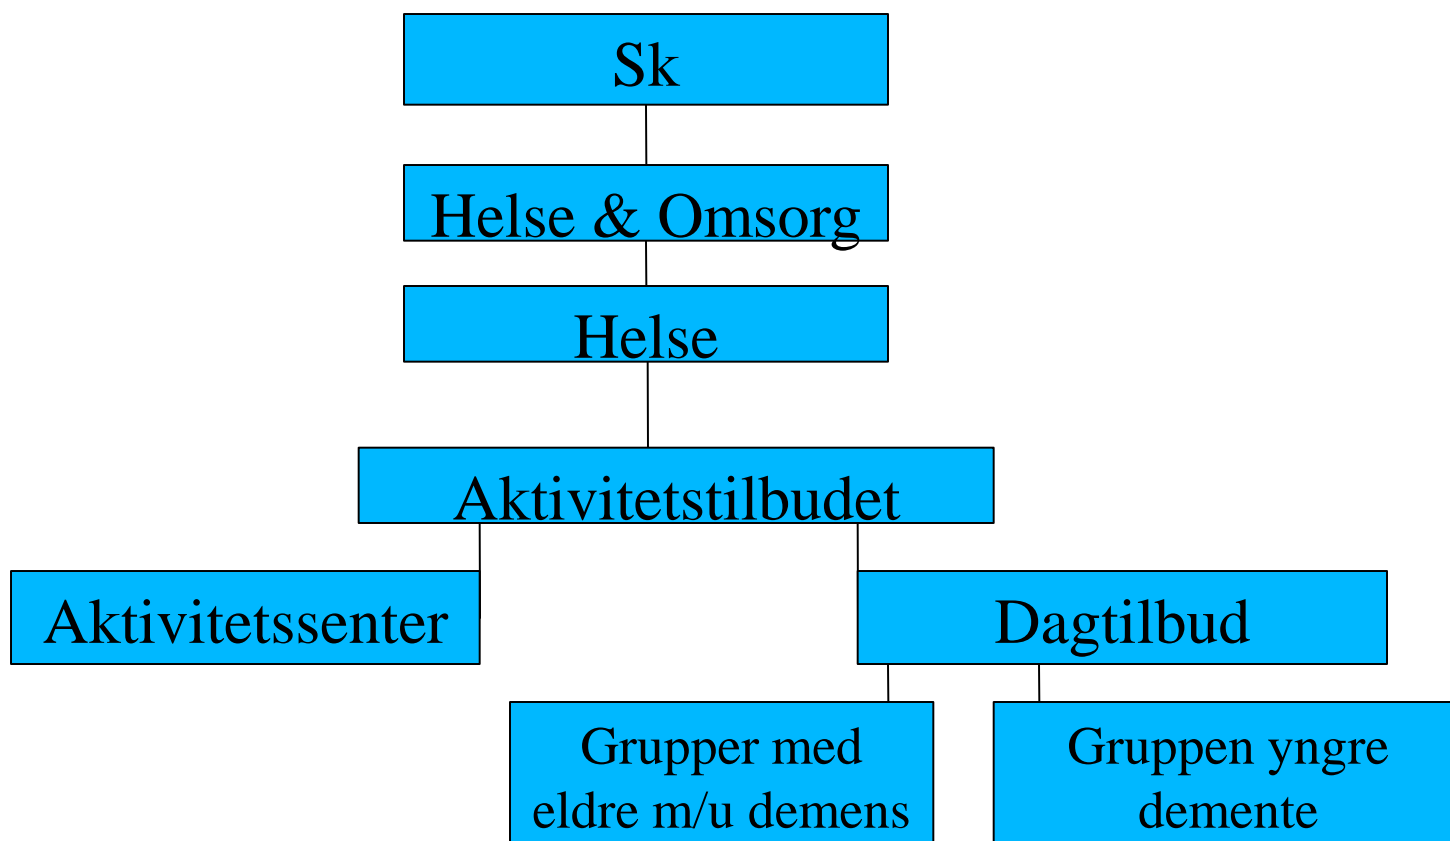 Sk
Helse & Omsorg
Helse
Aktivitetstilbudet
Aktivitetssenter
Dagtilbud
Grupper med
eldre m/u demens
Gruppen yngre
demente